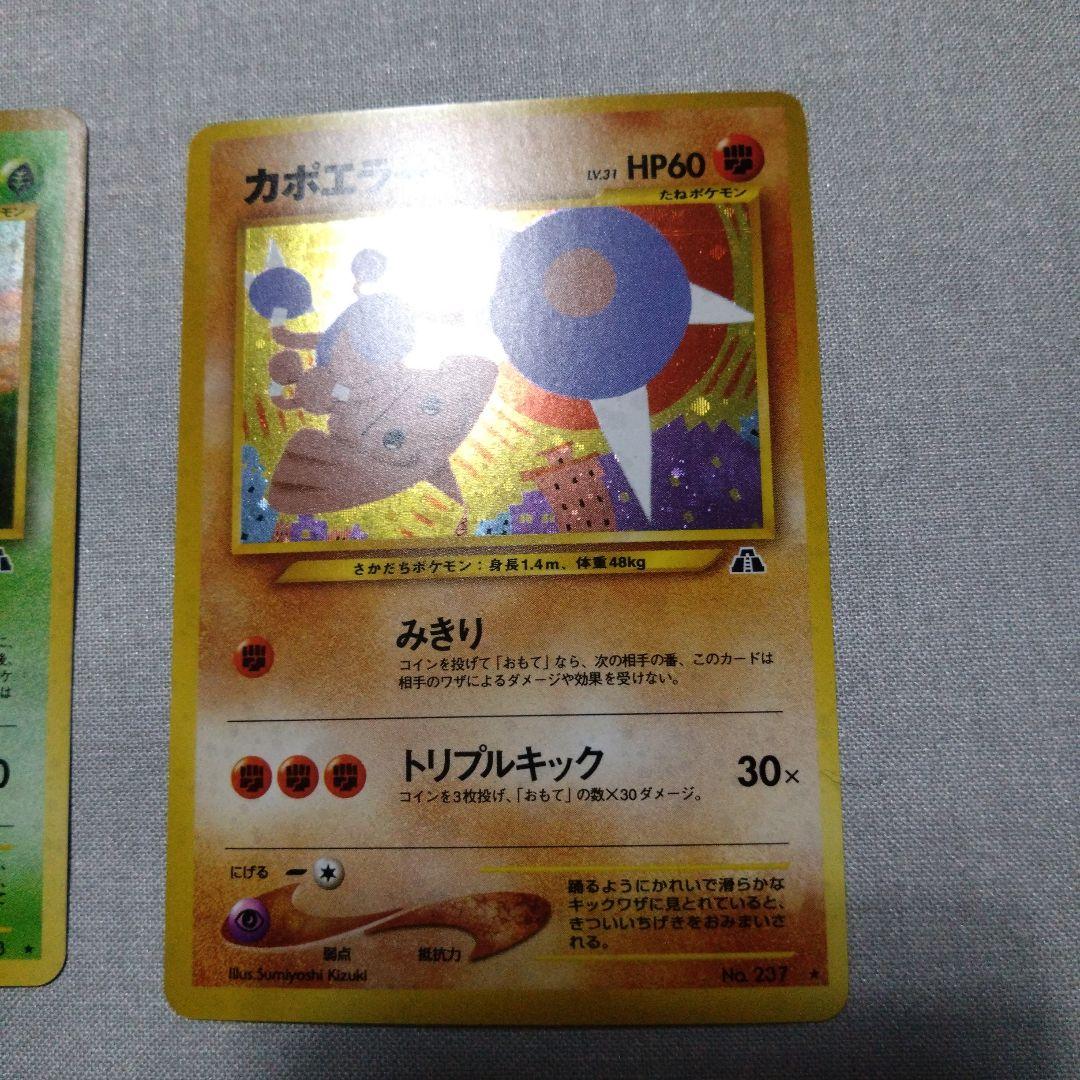 カポエラー
LV.31 HP60
たねポケモン
さかだちポケモン：身長1.4m、体重48kg
みきり
コインを投げて「おもて」なら、次の相手の番、このカードは
相手のワザによるダメージや効果を受けない。
トリプルキック 30×
コインを3枚投げ、「おもて」の数×30ダメージ。
にげる
弱点 抵抗力
踊るようにかれいで滑らかな
キックワザに見とれていると、
きついいちげきをおみまいさ
れる。
Illus.Sumiyoshi Kizuki
No. 237
モン